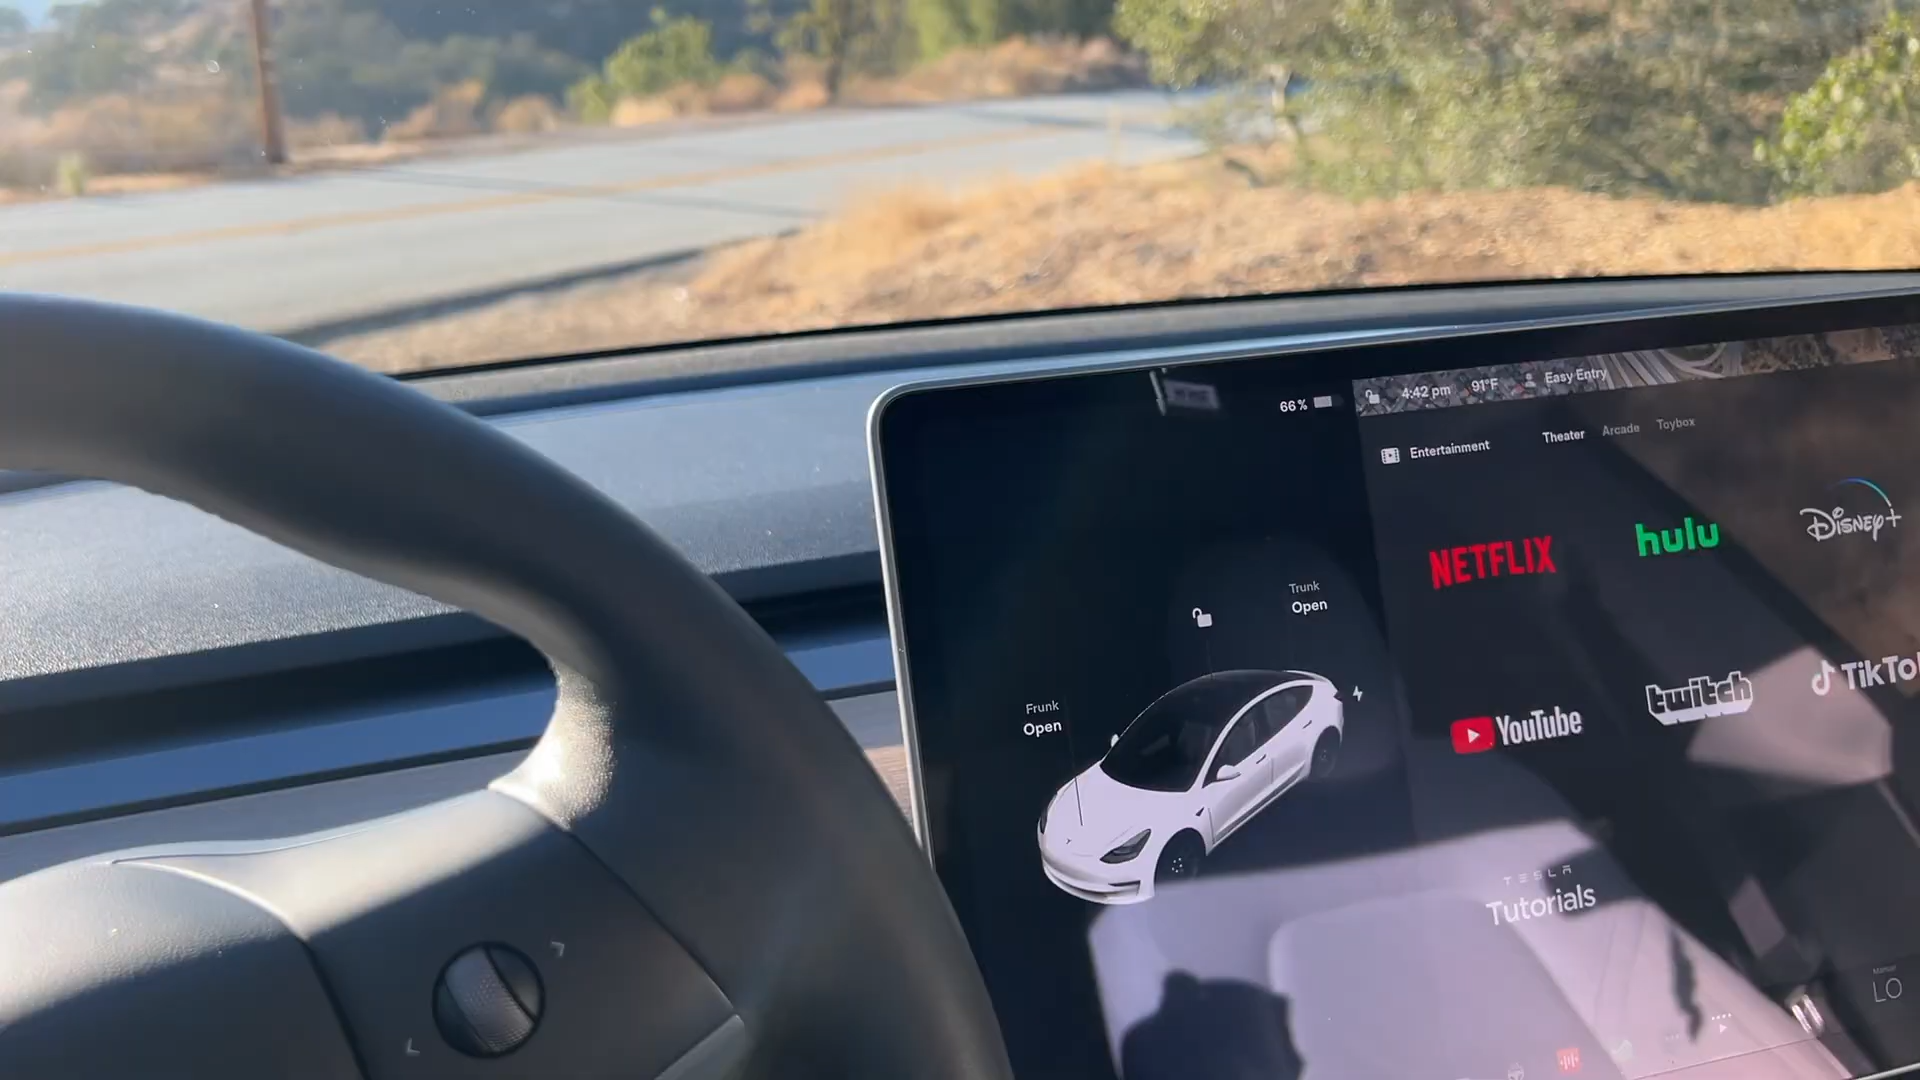 66%
4:42 pm 91°F Easy Entry
Entertainment Theater Arcade Toybox
NETFLIX hulu Disney+
Trunk
Open
Frunk
Open
YouTube twitch TikTo
TESLA
Tutorials
Manual
LO